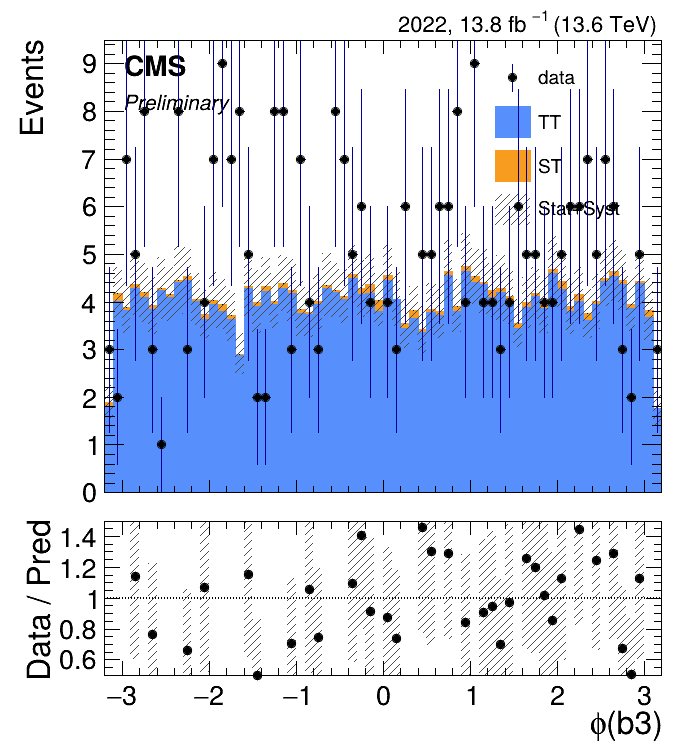 2022, 13.8 fb⁻¹ (13.6 TeV)
Events
CMS
Preliminary
data
TT
ST
Stat+Syst
9
8
7
6
5
4
3
2
1
0
Data / Pred
1.4
1.2
1
0.8
0.6
−3 −2 −1 0 1 2 3
ϕ(b3)